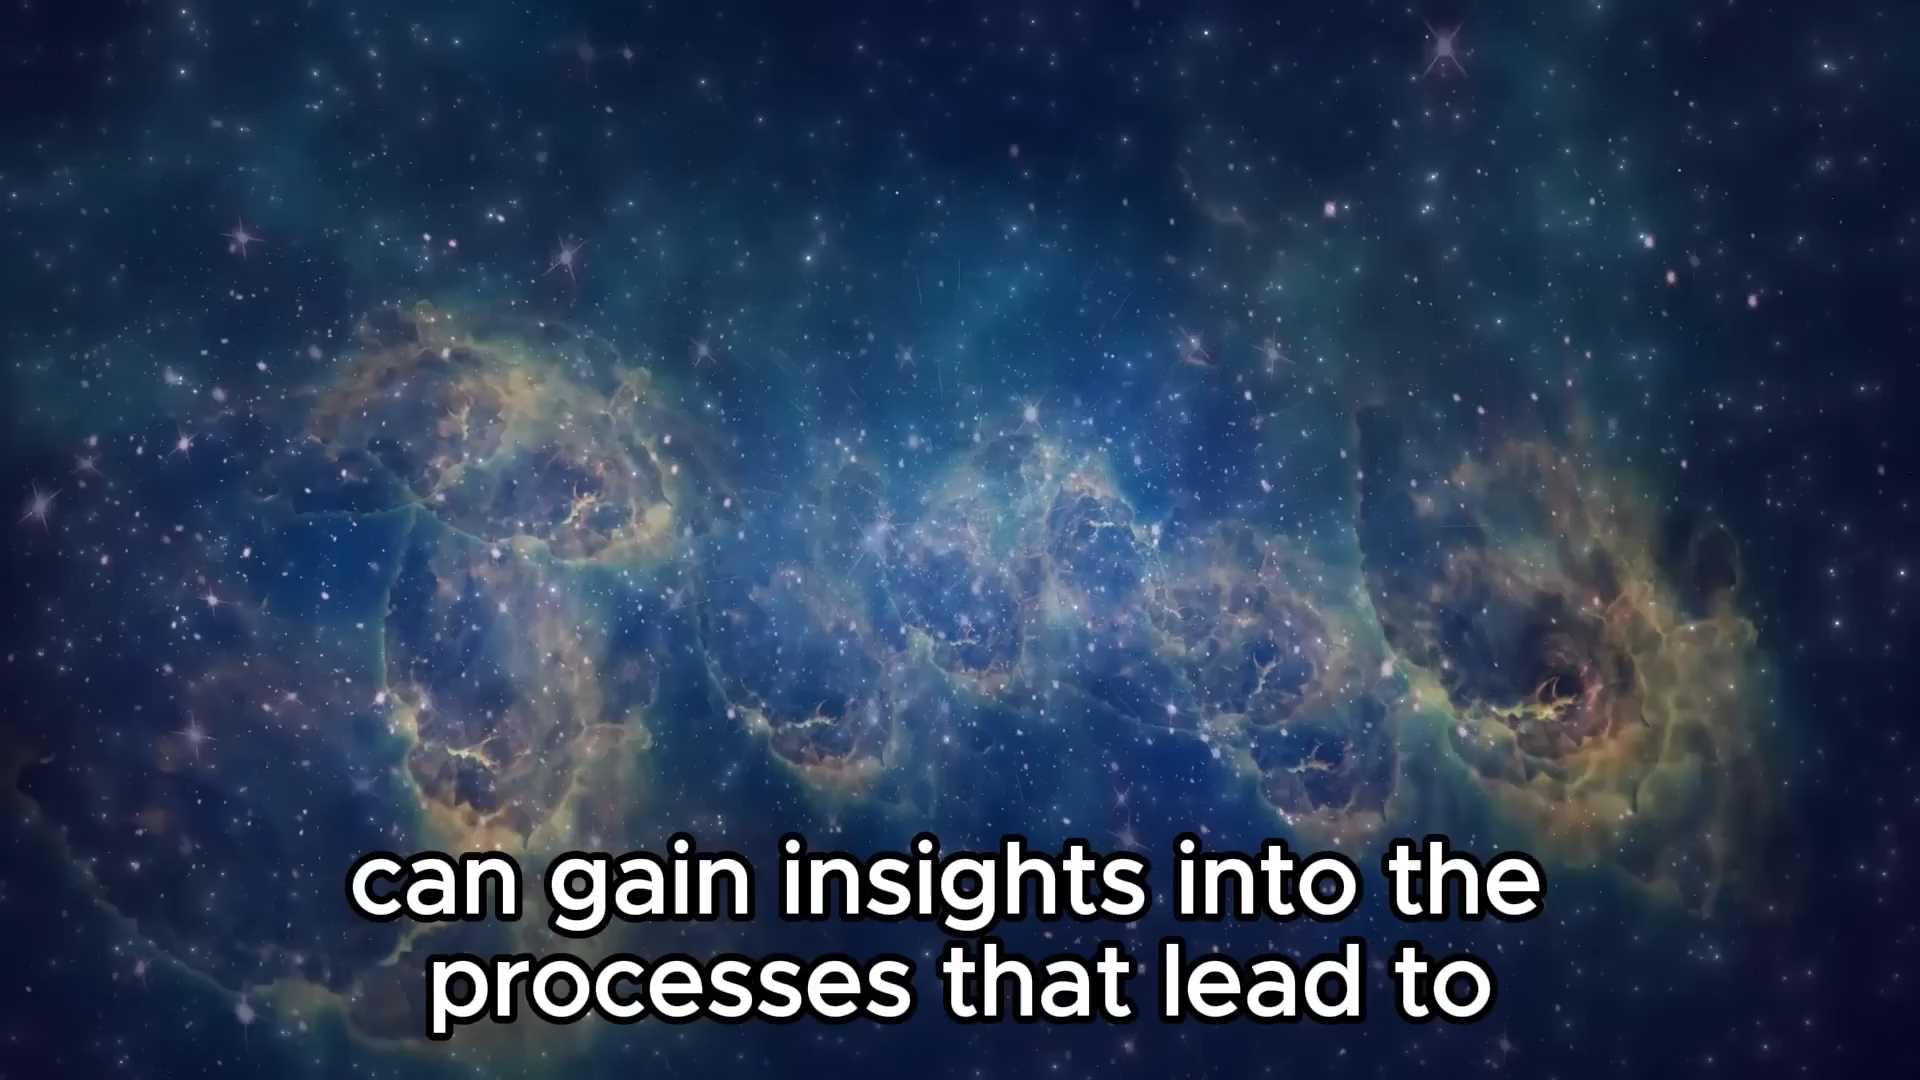 can gain insights into the
processes that lead to